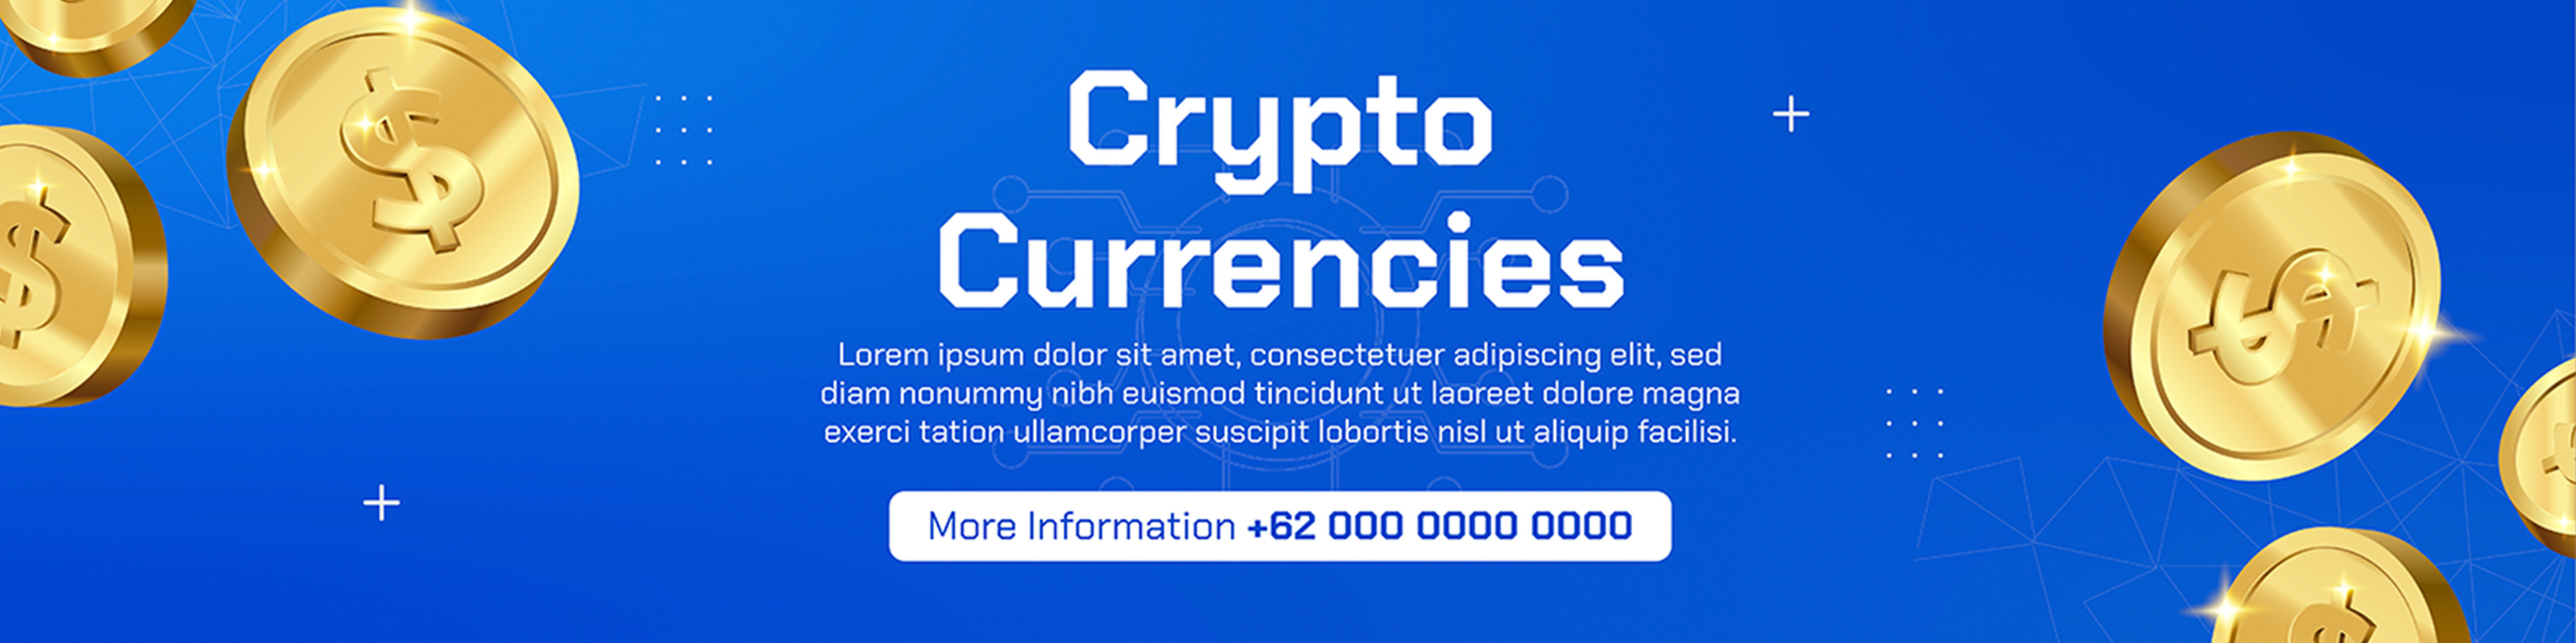 Crypto
Currencies
Lorem ipsum dolor sit amet, consectetuer adipiscing elit, sed
diam nonummy nibh euismod tincidunt ut laoreet dolore magna
exerci tation ullamcorper suscipit lobortis nisl ut aliquip facilisi.
More Information +62 000 0000 0000